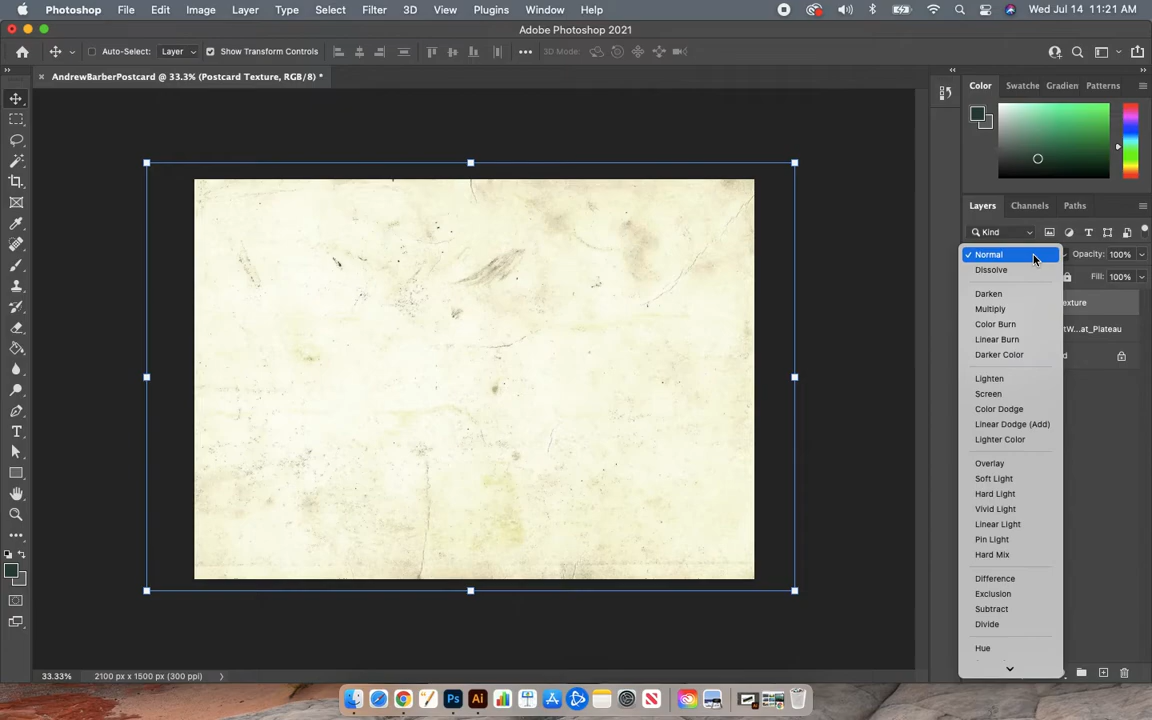 Photoshop File Edit Image Layer Type Select Filter 3D View Plugins Window Help Wed Jul 14 11:21 AM
Adobe Photoshop 2021
Auto-Select: Layer Show Transform Controls 3D Mode:
AndrewBarberPostcard @ 33.3% (Postcard Texture, RGB/8) *
Color Swatche Gradien Patterns
Layers Channels Paths
Kind
Normal Opacity: 100%
Dissolve
Fill: 100%
Darken
exture
Multiply
Color Burn
tW...at_Plateau
Linear Burn
Darker Color
d
Lighten
Screen
Color Dodge
Linear Dodge (Add)
Lighter Color
Overlay
Soft Light
Hard Light
Vivid Light
Linear Light
Pin Light
Hard Mix
Difference
Exclusion
Subtract
Divide
Hue
33.33% 2100 px x 1500 px (300 ppi)